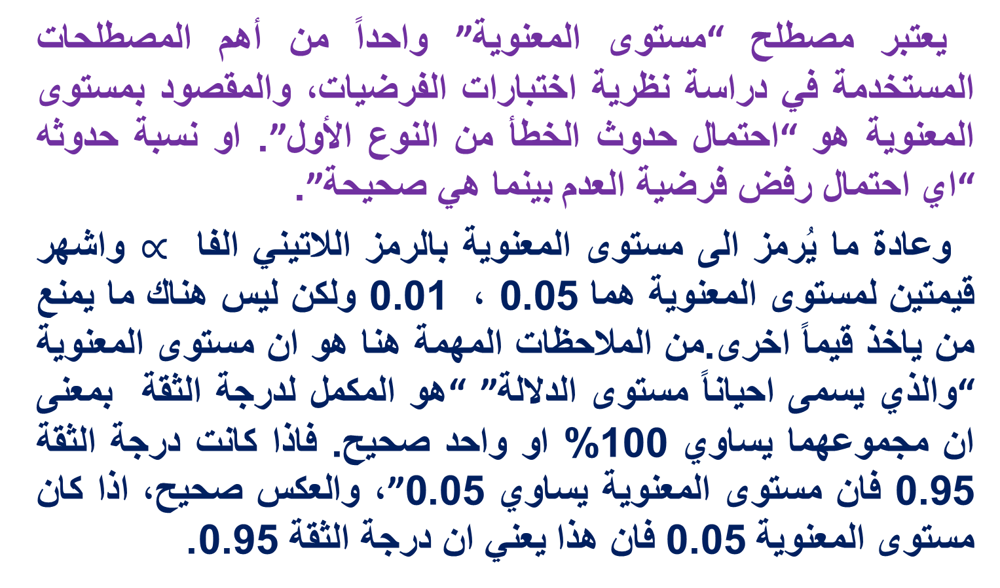 يعتبر مصطلح “مستوى المعنوية” واحداً من أهم المصطلحات
المستخدمة في دراسة نظرية اختبارات الفرضيات، والمقصود بمستوى
المعنوية هو “احتمال حدوث الخطأ من النوع الأول”. او نسبة حدوثه
“اي احتمال رفض فرضية العدم بينما هي صحيحة”.
وعادة ما يُرمز الى مستوى المعنوية بالرمز اللاتيني الفا ∝ واشهر
قيمتين لمستوى المعنوية هما 0.05 ، 0.01 ولكن ليس هناك ما يمنع
من ياخذ قيماً اخرى.من الملاحظات المهمة هنا هو ان مستوى المعنوية
“والذي يسمى احياناً مستوى الدلالة” “هو المكمل لدرجة الثقة بمعنى
ان مجموعهما يساوي 100% او واحد صحيح. فاذا كانت درجة الثقة
0.95 فان مستوى المعنوية يساوي 0.05”، والعكس صحيح، اذا كان
مستوى المعنوية 0.05 فان هذا يعني ان درجة الثقة 0.95.